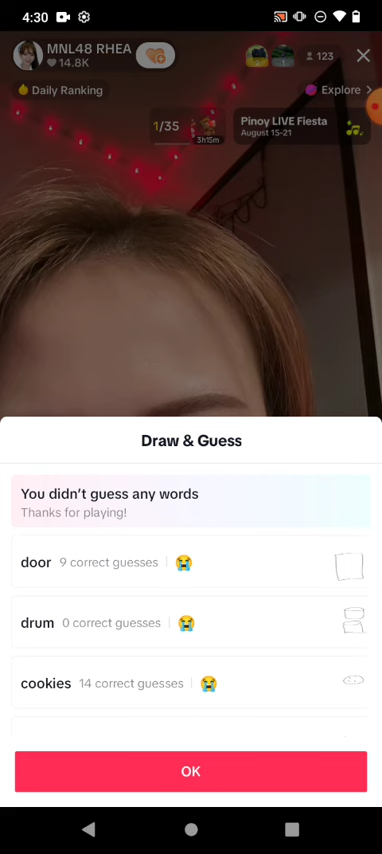 4:30
MNL48 RHEA
14.8K
123
Daily Ranking
Explore
1/35
3h15m
Pinoy LIVE Fiesta
August 15-21
Draw & Guess
You didn't guess any words
Thanks for playing!
door 9 correct guesses
drum 0 correct guesses
cookies 14 correct guesses
OK